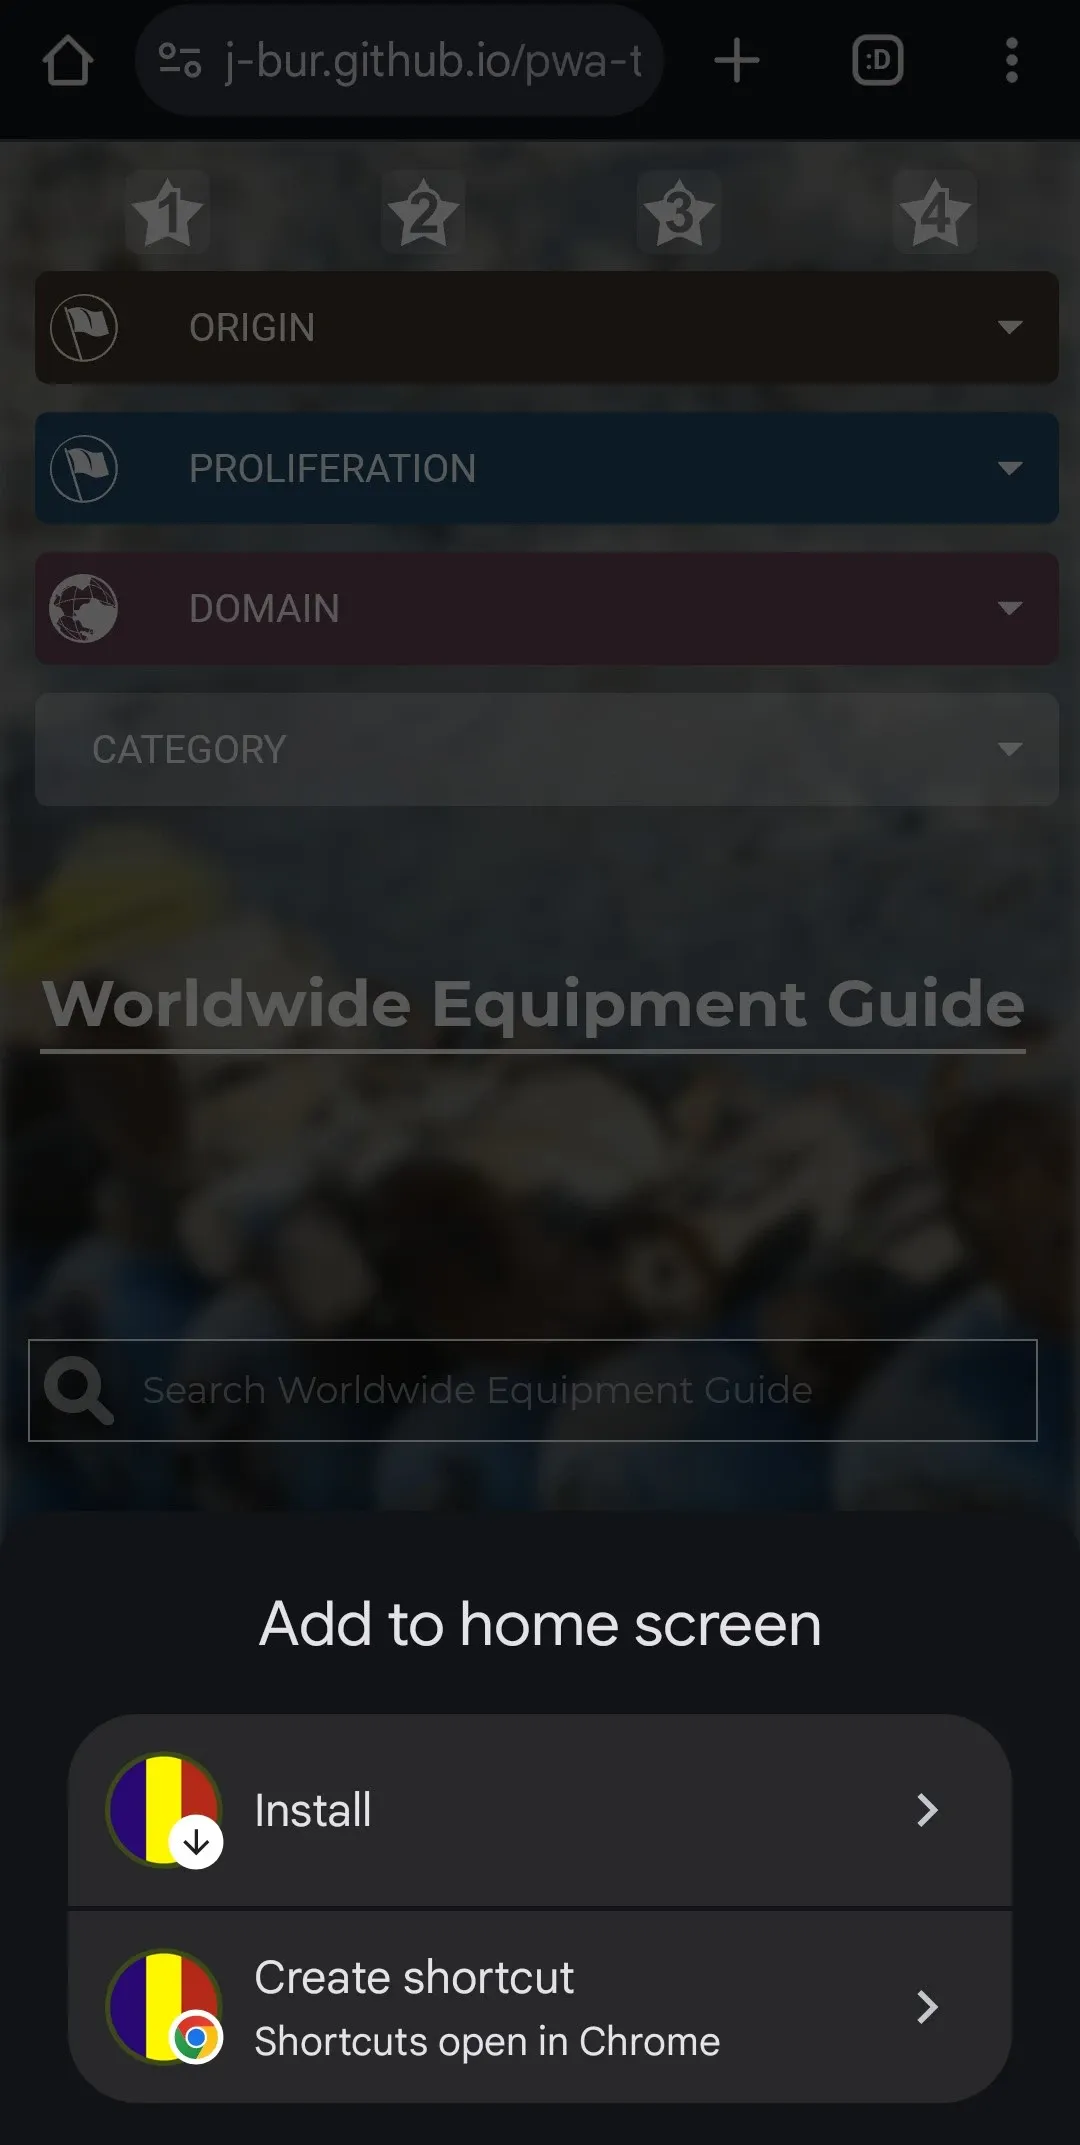 j-bur.github.io/pwa-t
:D
1
2
3
4
ORIGIN
PROLIFERATION
DOMAIN
CATEGORY
Worldwide Equipment Guide
Search Worldwide Equipment Guide
Add to home screen
Install
Create shortcut
Shortcuts open in Chrome